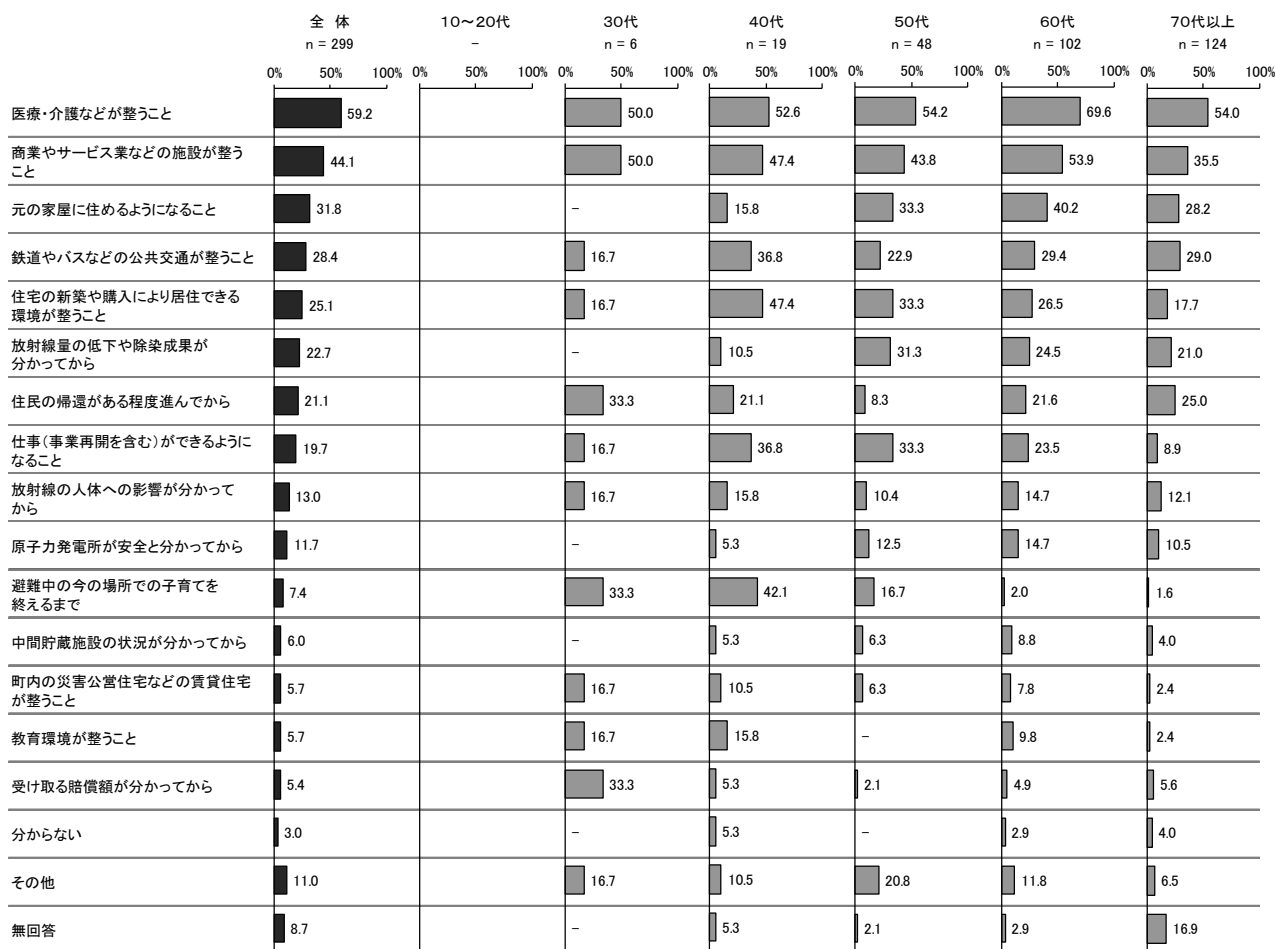 全 体 10～20代 30代 40代 50代 60代 70代以上
n = 299 － n = 6 n = 19 n = 48 n = 102 n = 124
0% 50% 100% 0% 50% 100% 0% 50% 100% 0% 50% 100% 0% 50% 100% 0% 50% 100% 0% 50% 100%
医療・介護などが整うこと 59.2 50.0 52.6 54.2 69.6 54.0
商業やサービス業などの施設が整う
こと 44.1 50.0 47.4 43.8 53.9 35.5
元の家屋に住めるようになること 31.8 － 15.8 33.3 40.2 28.2
鉄道やバスなどの公共交通が整うこと 28.4 16.7 36.8 22.9 29.4 29.0
住宅の新築や購入により居住できる
環境が整うこと 25.1 16.7 47.4 33.3 26.5 17.7
放射線量の低下や除染成果が
分かってから 22.7 － 10.5 31.3 24.5 21.0
住民の帰還がある程度進んでから 21.1 33.3 21.1 8.3 21.6 25.0
仕事（事業再開を含む）ができるように
なること 19.7 16.7 36.8 33.3 23.5 8.9
放射線の人体への影響が分かって
から 13.0 16.7 15.8 10.4 14.7 12.1
原子力発電所が安全と分かってから 11.7 － 5.3 12.5 14.7 10.5
避難中の今の場所での子育てを
終えるまで 7.4 33.3 42.1 16.7 2.0 1.6
中間貯蔵施設の状況が分かってから 6.0 － 5.3 6.3 8.8 4.0
町内の災害公営住宅などの賃貸住宅
が整うこと 5.7 16.7 10.5 6.3 7.8 2.4
教育環境が整うこと 5.7 16.7 15.8 － 9.8 2.4
受け取る賠償額が分かってから 5.4 33.3 5.3 2.1 4.9 5.6
分からない 3.0 － 5.3 － 2.9 4.0
その他 11.0 16.7 10.5 20.8 11.8 6.5
無回答 8.7 － 5.3 2.1 2.9 16.9